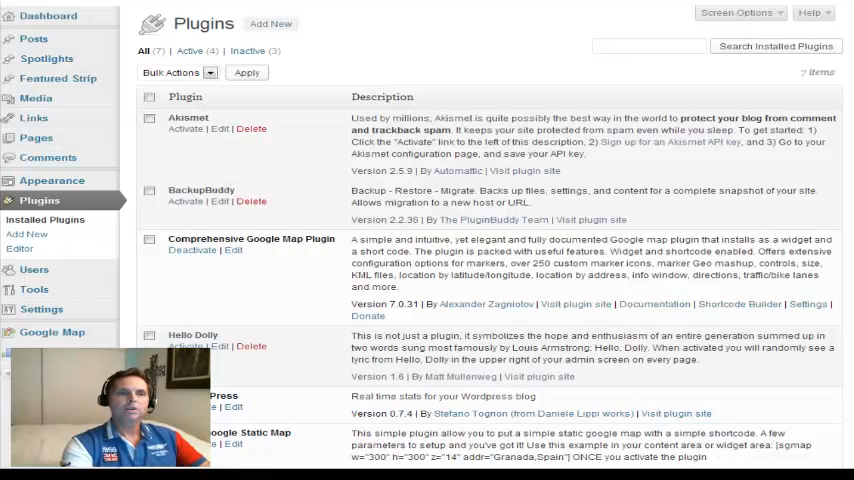 Dashboard
Posts
Spotlights
Featured Strip
Media
Links
Pages
Comments
Appearance
Plugins
Installed Plugins
Add New
Editor
Users
Tools
Settings
Google Map
Plugins Add New
Screen Options Help
All (7) | Active (4) | Inactive (3)
Search Installed Plugins
Bulk Actions Apply
7 items
Plugin Description
Akismet
Activate | Edit | Delete
Used by millions, Akismet is quite possibly the best way in the world to protect your blog from comment
and trackback spam. It keeps your site protected from spam even while you sleep. To get started: 1)
Click the "Activate" link to the left of this description, 2) Sign up for an Akismet API key, and 3) Go to your
Akismet configuration page, and save your API key.
Version 2.5.9 | By Automattic | Visit plugin site
BackupBuddy
Activate | Edit | Delete
Backup - Restore - Migrate. Backs up files, settings, and content for a complete snapshot of your site.
Allows migration to a new host or URL.
Version 2.2.36 | By The PluginBuddy Team | Visit plugin site
Comprehensive Google Map Plugin
Deactivate | Edit
A simple and intuitive, yet elegant and fully documented Google map plugin that installs as a widget and
a short code. The plugin is packed with useful features. Widget and shortcode enabled. Offers extensive
configuration options for markers, over 250 custom marker icons, marker Geo mashup, controls, size,
KML files, location by latitude/longitude, location by address, info window, directions, traffic/bike lanes
and more.
Version 7.0.31 | By Alexander Zagniotov | Visit plugin site | Documentation | Shortcode Builder | Settings |
Donate
Hello Dolly
Activate | Edit | Delete
This is not just a plugin, it symbolizes the hope and enthusiasm of an entire generation summed up in
two words sung most famously by Louis Armstrong: Hello, Dolly. When activated you will randomly see a
lyric from Hello, Dolly in the upper right of your admin screen on every page.
Version 1.6 | By Matt Mullenweg | Visit plugin site
Press
| Edit
Real time stats for your Wordpress blog
Version 0.7.4 | By Stefano Tognon (from Daniele Lippi works) | Visit plugin site
Google Static Map
| Edit
This simple plugin allow you to put a simple static google map with a simple shortcode. A few
parameters to setup and you've got it! Use this example in your content area or widget area: [sgmap
w="300" h="300" z="14" addr="Granada,Spain"] ONCE you activate the plugin